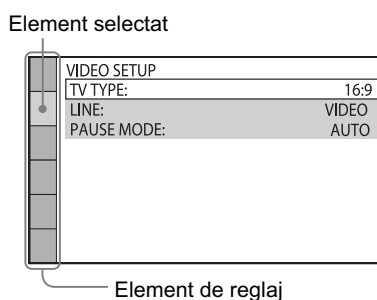 Element selectat
VIDEO SETUP
TV TYPE: 16:9
LINE: VIDEO
PAUSE MODE: AUTO
Element de reglaj